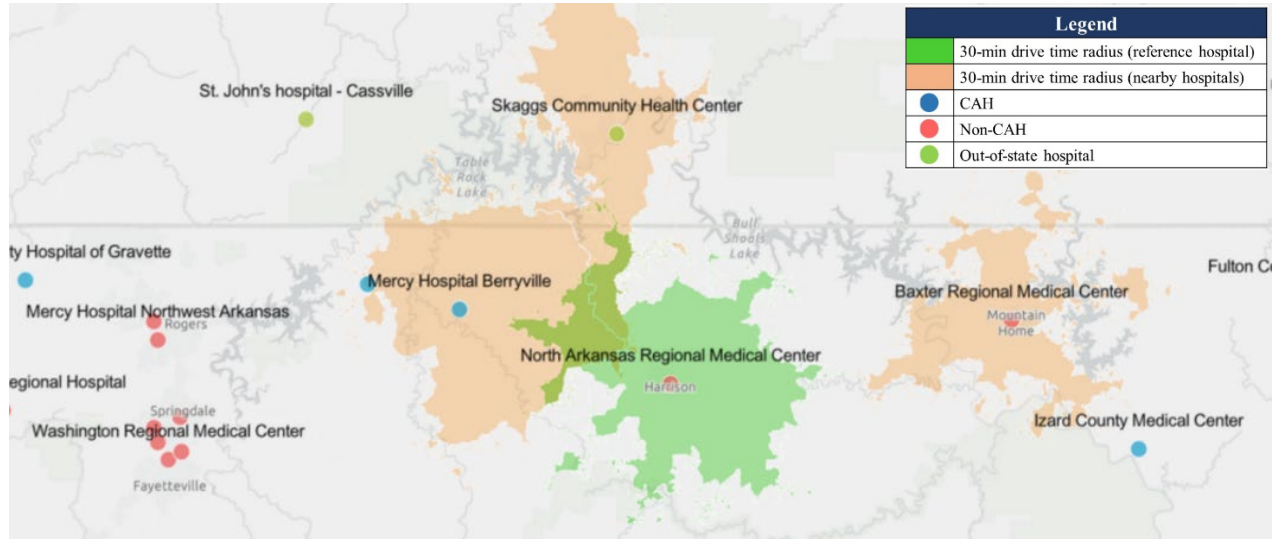 Legend
30-min drive time radius (reference hospital)
30-min drive time radius (nearby hospitals)
CAH
Non-CAH
Out-of-state hospital
St. John's hospital - Cassville
Skaggs Community Health Center
Table
Rock
Lake
Bull
Shoals
Lake
ty Hospital of Gravette
Fulton Co
Mercy Hospital Berryville
Baxter Regional Medical Center
Mercy Hospital Northwest Arkansas
Rogers
Mountain
Home
North Arkansas Regional Medical Center
egional Hospital
Harrison
Springdale
Washington Regional Medical Center
Izard County Medical Center
Fayetteville